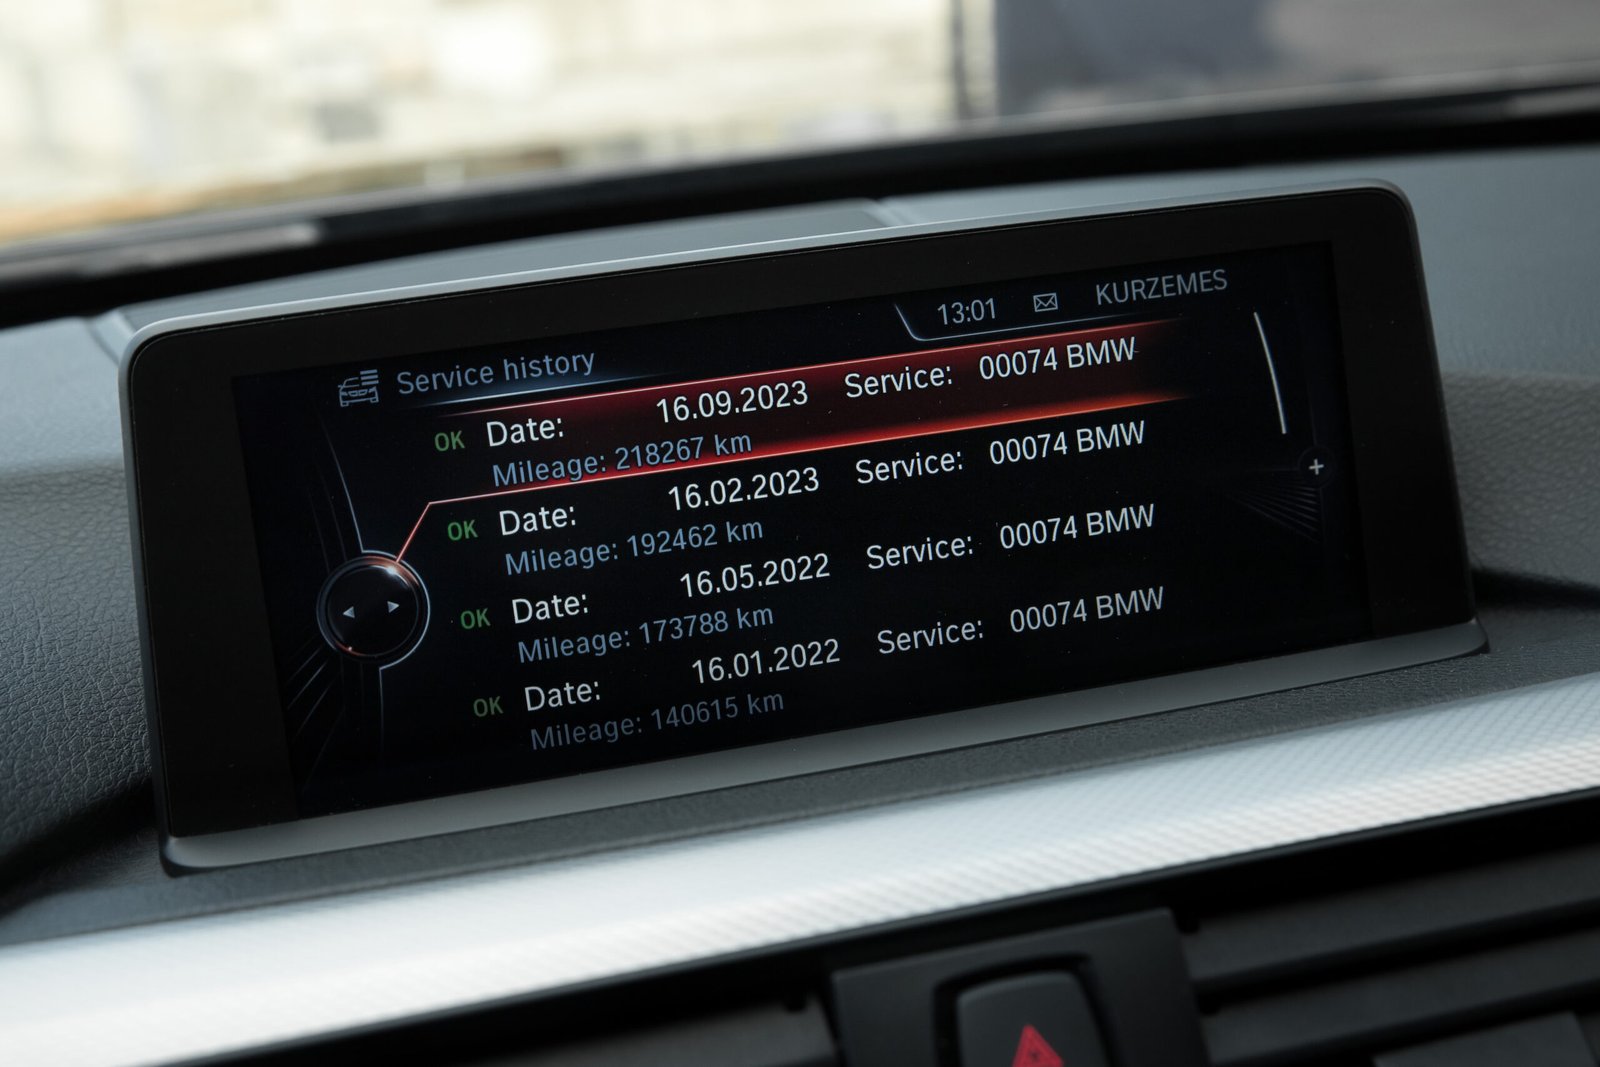 13:01 KURZEMES
Service history
OK Date: 16.09.2023 Service: 00074 BMW
Mileage: 218267 km
OK Date: 16.02.2023 Service: 00074 BMW
Mileage: 192462 km
OK Date: 16.05.2022 Service: 00074 BMW
Mileage: 173788 km
OK Date: 16.01.2022 Service: 00074 BMW
Mileage: 140615 km